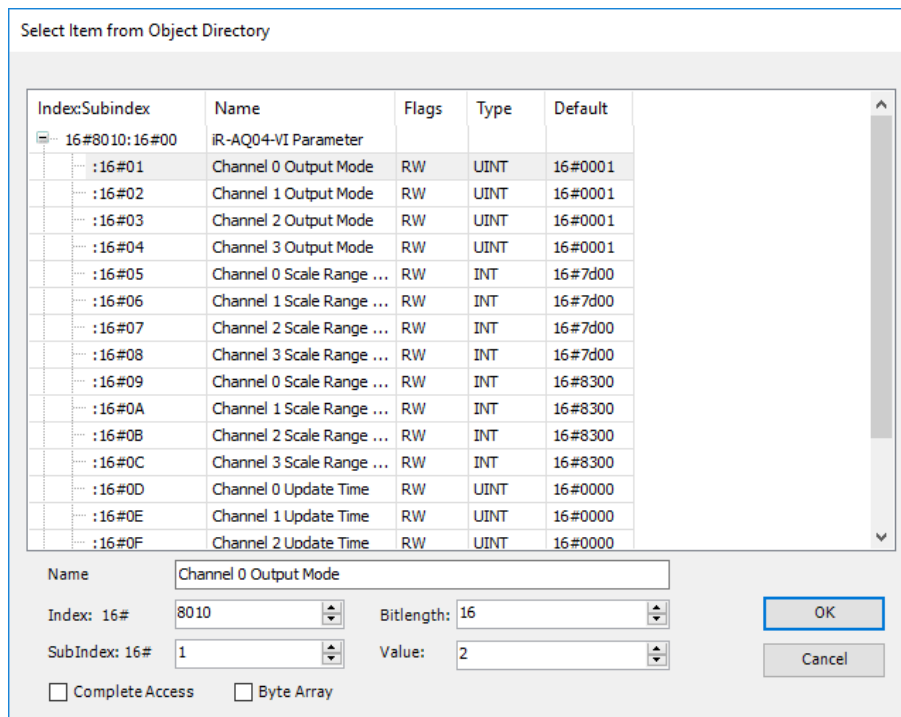 Select Item from Object Directory
Index:Subindex Name Flags Type Default
16#8010:16#00 iR-AQ04-VI Parameter
:16#01 Channel 0 Output Mode RW UINT 16#0001
:16#02 Channel 1 Output Mode RW UINT 16#0001
:16#03 Channel 2 Output Mode RW UINT 16#0001
:16#04 Channel 3 Output Mode RW UINT 16#0001
:16#05 Channel 0 Scale Range ... RW INT 16#7d00
:16#06 Channel 1 Scale Range ... RW INT 16#7d00
:16#07 Channel 2 Scale Range ... RW INT 16#7d00
:16#08 Channel 3 Scale Range ... RW INT 16#7d00
:16#09 Channel 0 Scale Range ... RW INT 16#8300
:16#0A Channel 1 Scale Range ... RW INT 16#8300
:16#0B Channel 2 Scale Range ... RW INT 16#8300
:16#0C Channel 3 Scale Range ... RW INT 16#8300
:16#0D Channel 0 Update Time RW UINT 16#0000
:16#0E Channel 1 Update Time RW UINT 16#0000
:16#0F Channel 2 Update Time RW UINT 16#0000
Name Channel 0 Output Mode
Index: 16# 8010 Bitlength: 16 OK
SubIndex: 16# 1 Value: 2 Cancel
Complete Access Byte Array